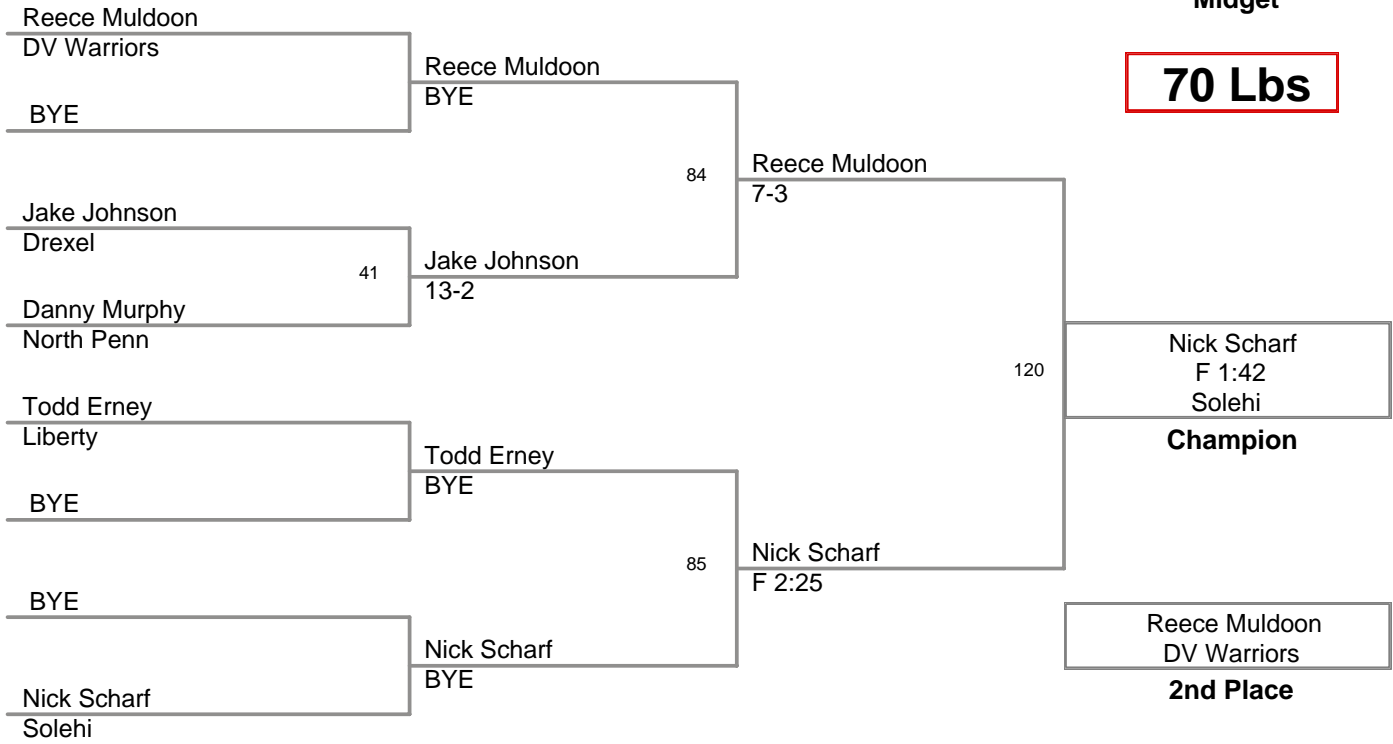 Midget
70 Lbs
Reece Muldoon
DV Warriors
BYE
Jake Johnson
Drexel
41
Danny Murphy
North Penn
Todd Erney
Liberty
BYE
BYE
Nick Scharf
Solehi
Reece Muldoon
BYE
84
Jake Johnson
13-2
Todd Erney
BYE
85
Nick Scharf
BYE
Reece Muldoon
7-3
120
Nick Scharf
F 2:25
Nick Scharf
F 1:42
Solehi
Champion
Reece Muldoon
DV Warriors
2nd Place